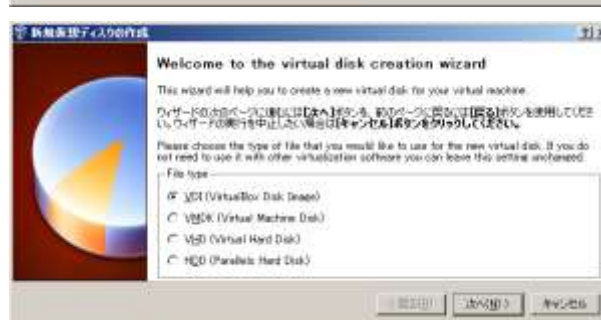 新規仮想ディスクの作成
Welcome to the virtual disk creation wizard
This wizard will help you to create a new virtual disk for your virtual machine.
ウィザードの次のページに進むには[次へ]ボタンを、前のページに戻るには[戻る]ボタンを使用してくださ
い。ウィザードの実行を中止したい場合は[キャンセル]ボタンをクリックしてください。
Please choose the type of file that you would like to use for the new virtual disk. If you do
not need to use it with other virtualization software you can leave this setting unchanged.
File type
VDI (VirtualBox Disk Image)
VMDK (Virtual Machine Disk)
VHD (Virtual Hard Disk)
HDD (Parallels Hard Disk)
< 戻る(B) 次へ(N) > キャンセル